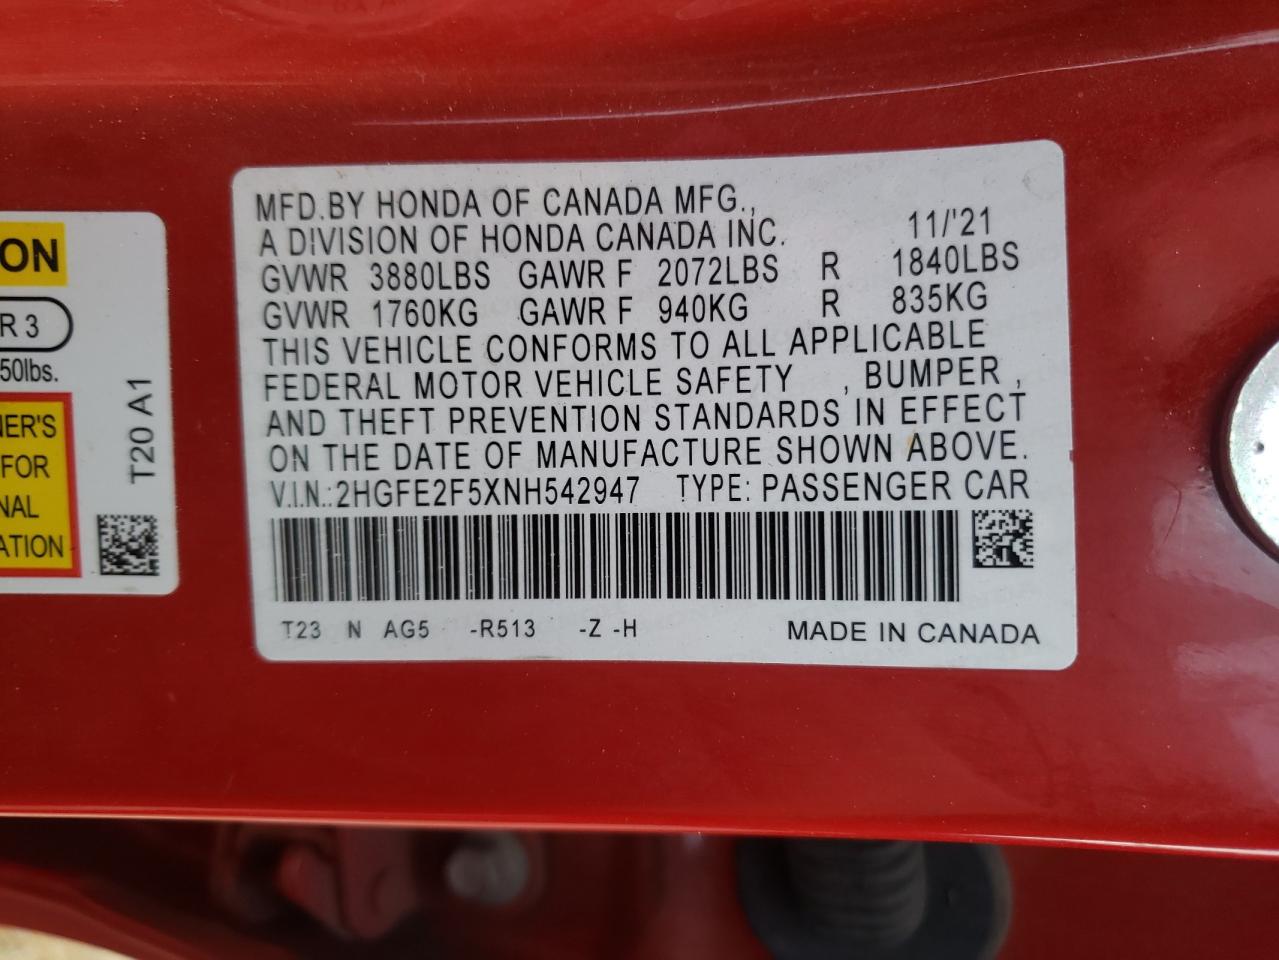 ON
R 3
50lbs.
NER'S
FOR
NAL
ATION
T20 A1
MFD.BY HONDA OF CANADA MFG.,
A DIVISION OF HONDA CANADA INC. 11/'21
GVWR 3880LBS GAWR F 2072LBS R 1840LBS
GVWR 1760KG GAWR F 940KG R 835KG
THIS VEHICLE CONFORMS TO ALL APPLICABLE
FEDERAL MOTOR VEHICLE SAFETY , BUMPER ,
AND THEFT PREVENTION STANDARDS IN EFFECT
ON THE DATE OF MANUFACTURE SHOWN ABOVE.
V.I.N.:2HGFE2F5XNH542947 TYPE: PASSENGER CAR
T23 N AG5 -R513 -Z -H MADE IN CANADA